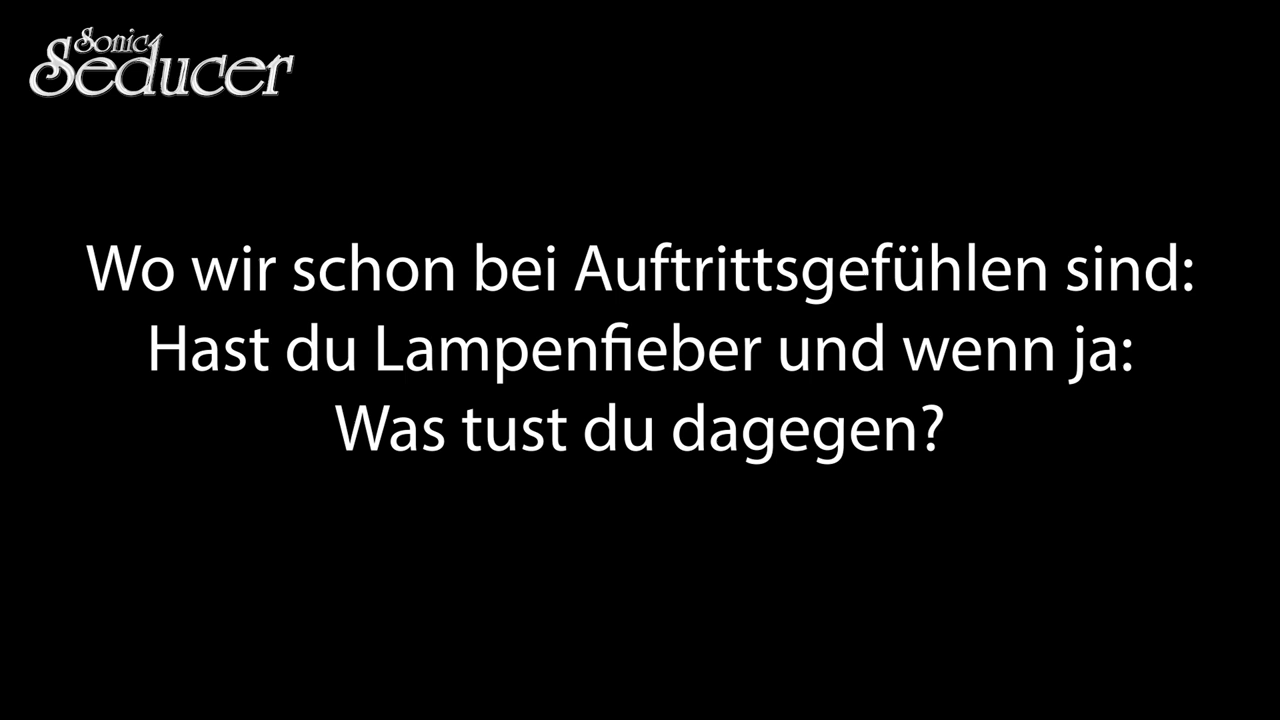 Sonic
Seducer
Wo wir schon bei Auftrittsgefühlen sind:
Hast du Lampenfieber und wenn ja:
Was tust du dagegen?